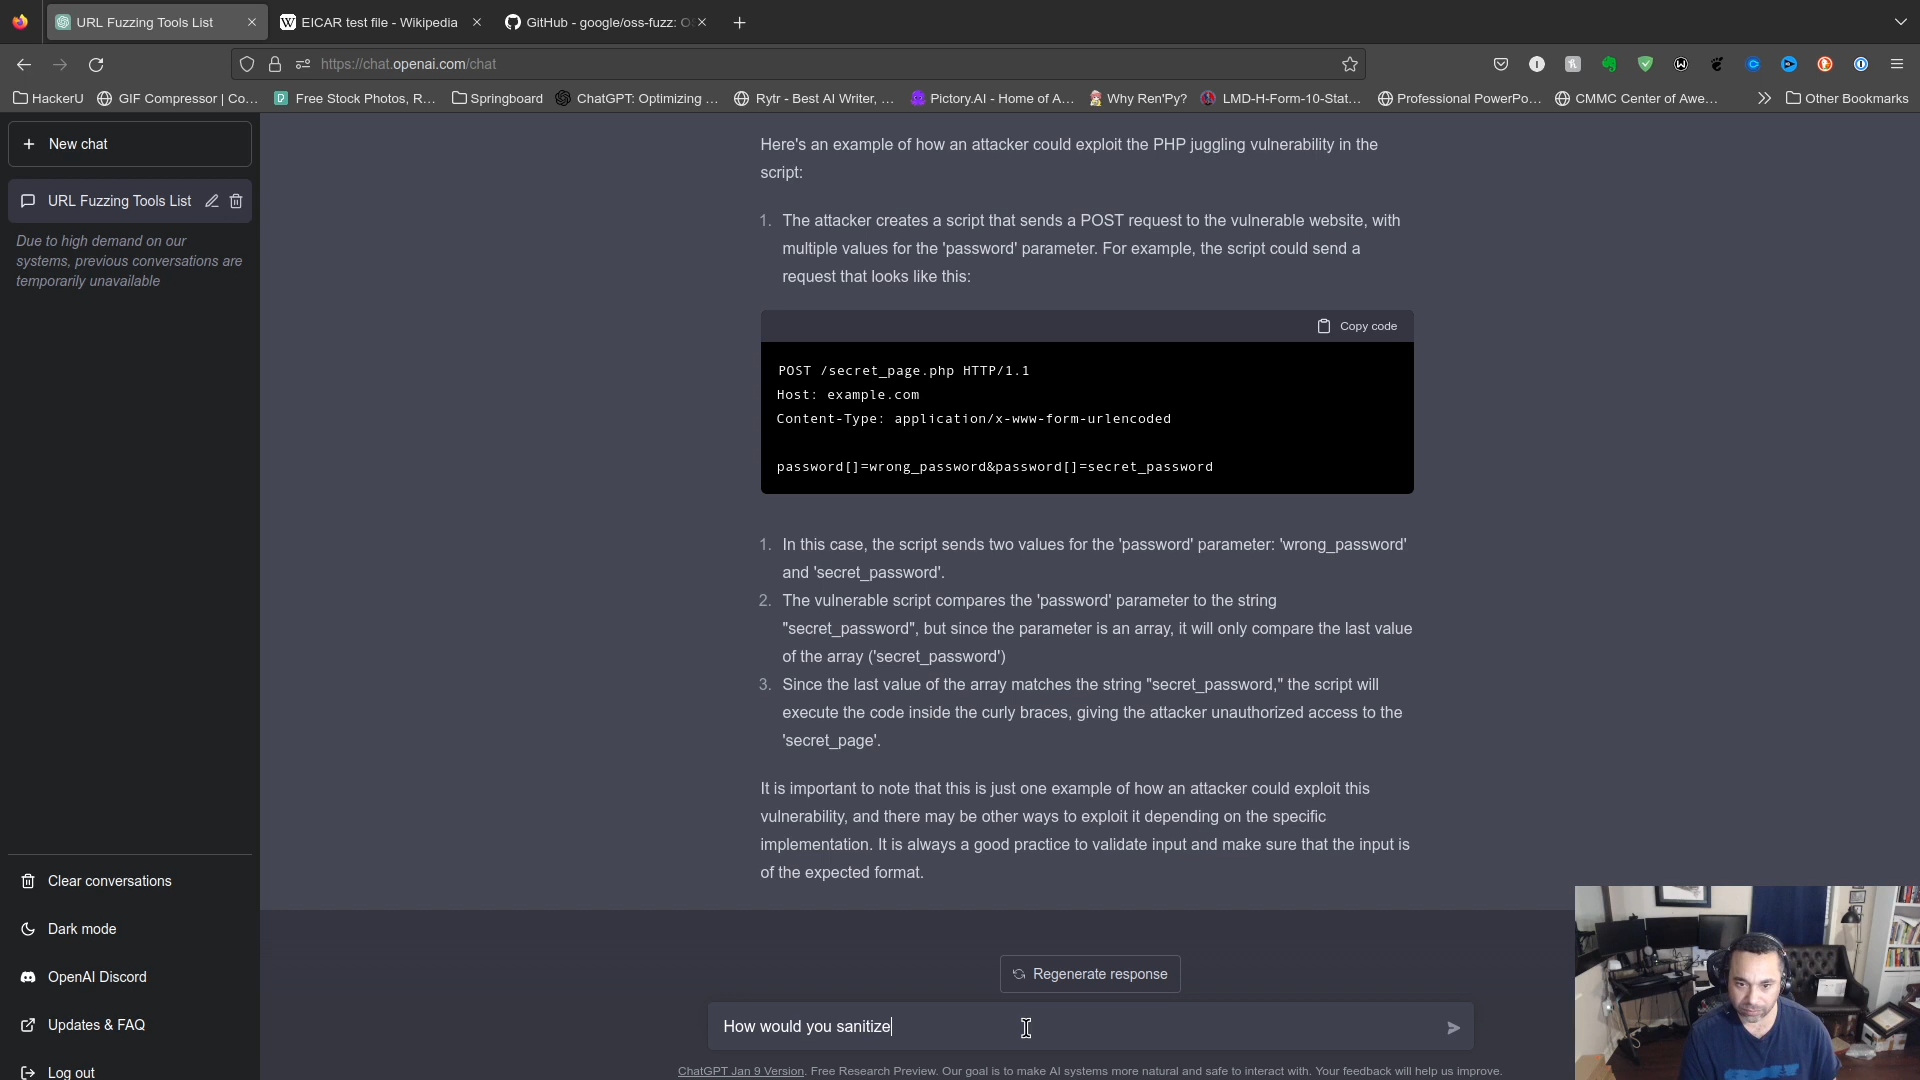 URL Fuzzing Tools List
EICAR test file - Wikipedia
GitHub - google/oss-fuzz: O
https://chat.openai.com/chat
HackerU
GIF Compressor | Co...
Free Stock Photos, R...
Springboard
ChatGPT: Optimizing ...
Rytr - Best AI Writer, ...
Pictory.AI - Home of A...
Why Ren'Py?
LMD-H-Form-10-Stat...
Professional PowerPo...
CMMC Center of Awe...
Other Bookmarks
New chat
URL Fuzzing Tools List
Due to high demand on our
systems, previous conversations are
temporarily unavailable
Here's an example of how an attacker could exploit the PHP juggling vulnerability in the
script:
1. The attacker creates a script that sends a POST request to the vulnerable website, with
multiple values for the 'password' parameter. For example, the script could send a
request that looks like this:
Copy code
POST /secret_page.php HTTP/1.1
Host: example.com
Content-Type: application/x-www-form-urlencoded
password[]=wrong_password&password[]=secret_password
1. In this case, the script sends two values for the 'password' parameter: 'wrong_password'
and 'secret_password'.
2. The vulnerable script compares the 'password' parameter to the string
"secret_password", but since the parameter is an array, it will only compare the last value
of the array ('secret_password')
3. Since the last value of the array matches the string "secret_password," the script will
execute the code inside the curly braces, giving the attacker unauthorized access to the
'secret_page'.
It is important to note that this is just one example of how an attacker could exploit this
vulnerability, and there may be other ways to exploit it depending on the specific
implementation. It is always a good practice to validate input and make sure that the input is
of the expected format.
Clear conversations
Dark mode
OpenAI Discord
Updates & FAQ
Log out
Regenerate response
How would you sanitize
ChatGPT Jan 9 Version. Free Research Preview. Our goal is to make AI systems more natural and safe to interact with. Your feedback will help us improve.